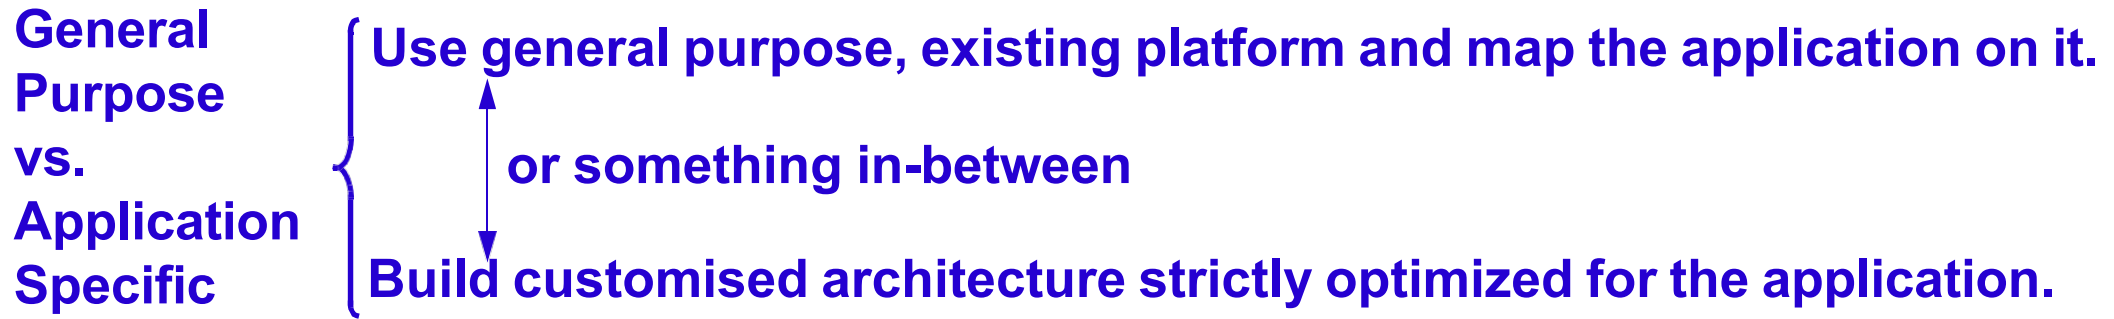 General
Purpose
vs.
Application
Specific
Use general purpose, existing platform and map the application on it.
or something in-between
Build customised architecture strictly optimized for the application.